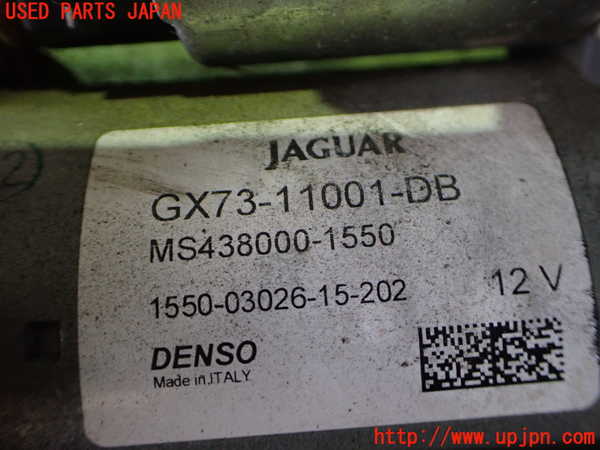 USED PARTS JAPAN
JAGUAR
GX73-11001-DB
MS438000-1550
1550-03026-15-202 12 V
DENSO
Made in ITALY
http://www.upjpn.com/